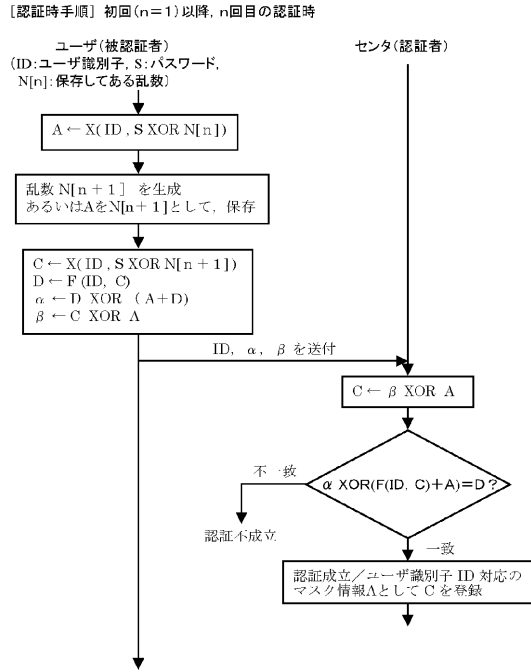 ［認証時手順］ 初回(n＝1)以降，n回目の認証時
ユーザ(被認証者)
(ID：ユーザ識別子，S：パスワード，
N[n]：保存してある乱数)
センタ(認証者)
A←X(ID，S XOR N[n])
乱数 N[n＋1] を生成
あるいはAをN[n＋1]として，保存
C←X(ID，S XOR N[n＋1])
D←F(ID，C)
α←D XOR (A＋D)
β←C XOR A
ID，α，β を送付
C←β XOR A
α XOR(F(ID，C)＋A)＝D？
不一致
認証不成立
一致
認証成立／ユーザ識別子 ID 対応の
マスク情報AとしてCを登録